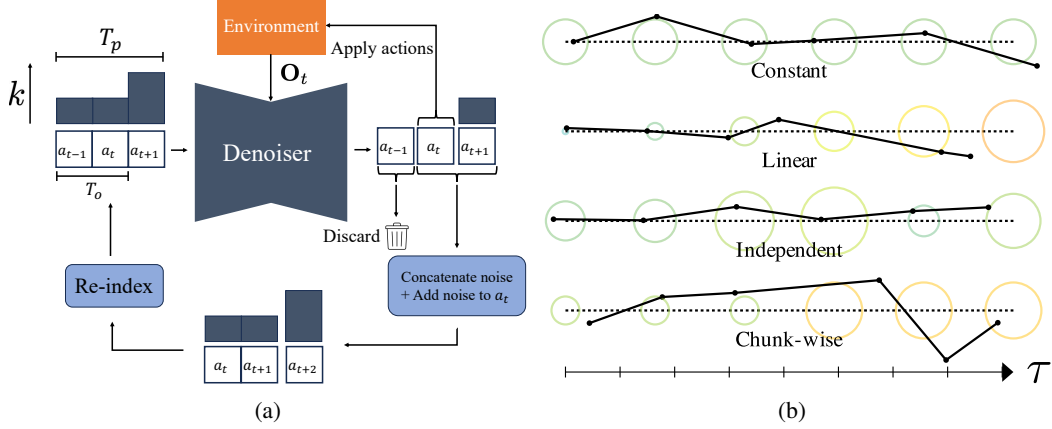 T_p
k
a_{t-1} a_t a_{t+1}
T_o
Environment
Apply actions
O_t
Denoiser
a_{t-1} a_t a_{t+1}
Discard
Concatenate noise
+ Add noise to a_t
Re-index
a_t a_{t+1} a_{t+2}
(a)
Constant
Linear
Independent
Chunk-wise
τ
(b)